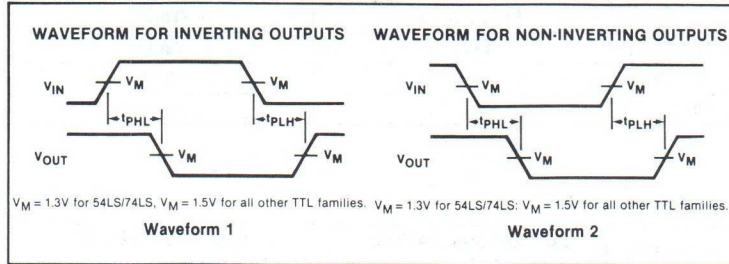 WAVEFORM FOR INVERTING OUTPUTS
VIN
VM
VM
tPHL
tPLH
VOUT
VM
VM
VM = 1.3V for 54LS/74LS, VM = 1.5V for all other TTL families.
Waveform 1
WAVEFORM FOR NON-INVERTING OUTPUTS
VIN
VM
VM
tPHL
tPLH
VOUT
VM
VM
VM = 1.3V for 54LS/74LS; VM = 1.5V for all other TTL families.
Waveform 2